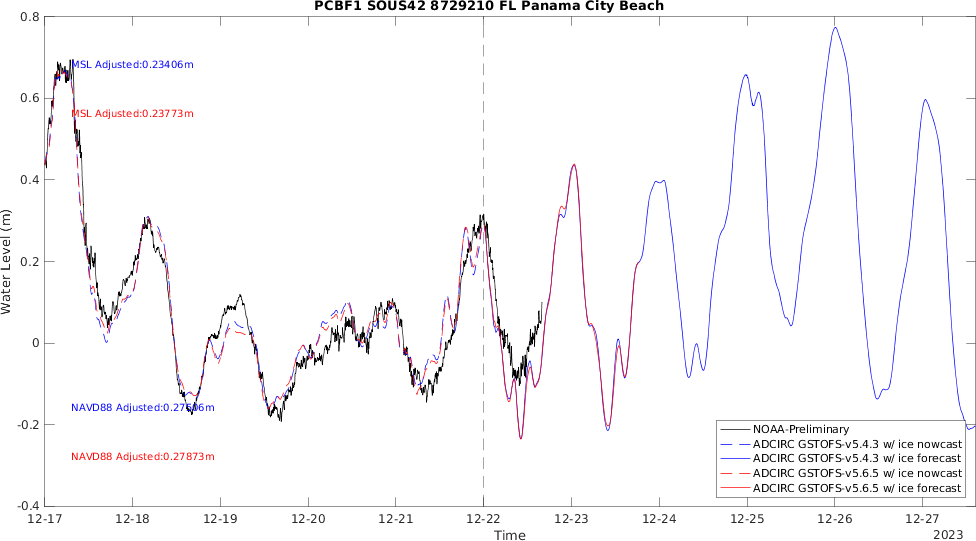 PCBF1 SOUS42 8729210 FL Panama City Beach
0.8
0.6
0.4
0.2
0
-0.2
-0.4
Water Level (m)
MSL Adjusted:0.23406m
MSL Adjusted:0.23773m
NAVD88 Adjusted:0.27506m
NAVD88 Adjusted:0.27873m
NOAA-Preliminary
ADCIRC GSTOFS-v5.4.3 w/ ice nowcast
ADCIRC GSTOFS-v5.4.3 w/ ice forecast
ADCIRC GSTOFS-v5.6.5 w/ ice nowcast
ADCIRC GSTOFS-v5.6.5 w/ ice forecast
12-17 12-18 12-19 12-20 12-21 12-22 12-23 12-24 12-25 12-26 12-27
Time
2023